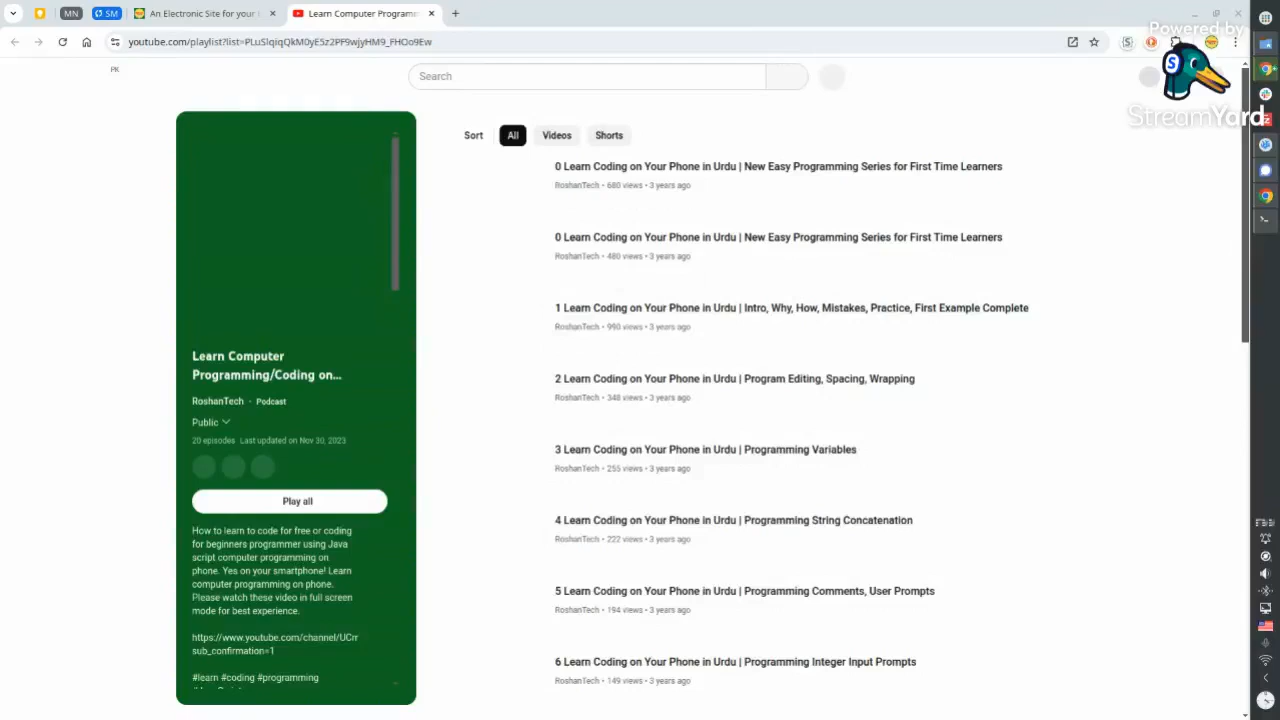 MN
SM
An Electronic Site for your
Learn Computer Programm
youtube.com/playlist?list=PLuSlqiqQkM0yE5z2PF9wjyHM9_FHOo9Ew
Powered by
StreamYard
PK
Search
Sort
All
Videos
Shorts
0 Learn Coding on Your Phone in Urdu | New Easy Programming Series for First Time Learners
RoshanTech • 680 views • 3 years ago
0 Learn Coding on Your Phone in Urdu | New Easy Programming Series for First Time Learners
RoshanTech • 480 views • 3 years ago
1 Learn Coding on Your Phone in Urdu | Intro, Why, How, Mistakes, Practice, First Example Complete
RoshanTech • 990 views • 3 years ago
2 Learn Coding on Your Phone in Urdu | Program Editing, Spacing, Wrapping
RoshanTech • 348 views • 3 years ago
3 Learn Coding on Your Phone in Urdu | Programming Variables
RoshanTech • 255 views • 3 years ago
4 Learn Coding on Your Phone in Urdu | Programming String Concatenation
RoshanTech • 222 views • 3 years ago
5 Learn Coding on Your Phone in Urdu | Programming Comments, User Prompts
RoshanTech • 194 views • 3 years ago
6 Learn Coding on Your Phone in Urdu | Programming Integer Input Prompts
RoshanTech • 149 views • 3 years ago
Learn Computer
Programming/Coding on...
RoshanTech · Podcast
Public
20 episodes Last updated on Nov 30, 2023
Play all
How to learn to code for free or coding
for beginners programmer using Java
script computer programming on
phone. Yes on your smartphone! Learn
computer programming on phone.
Please watch these video in full screen
mode for best experience.
https://www.youtube.com/channel/UCrr
sub_confirmation=1
#learn #coding #programming